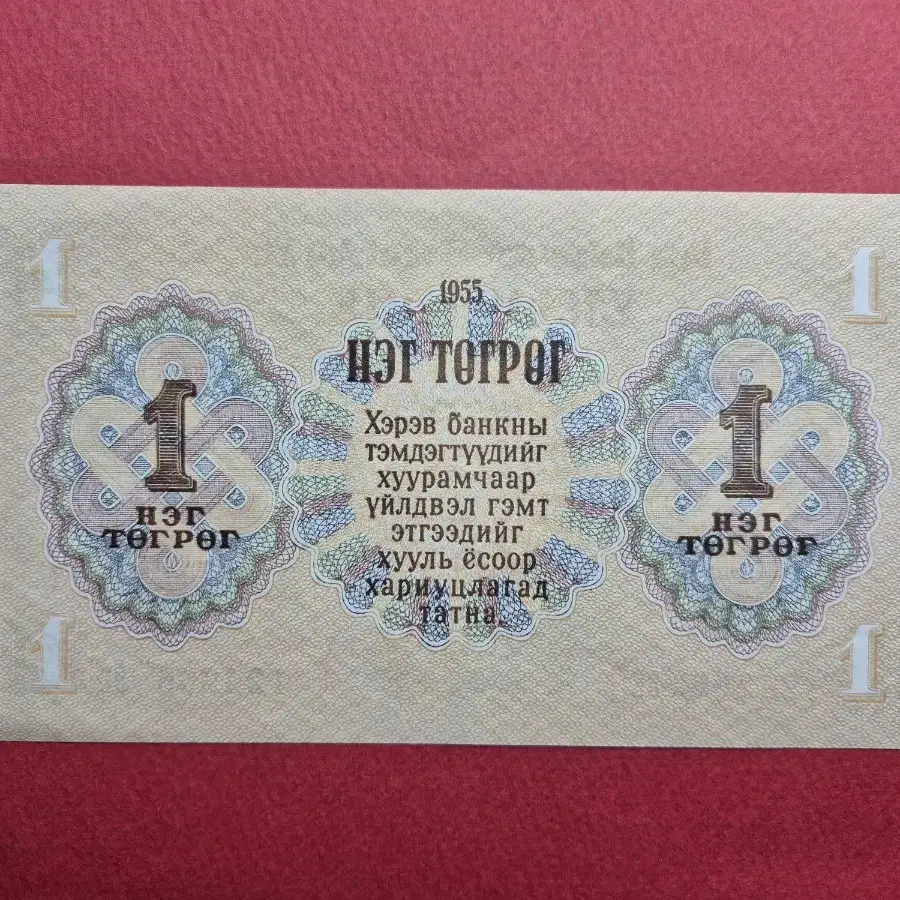 1 1
1955
НЭГ ТӨГРӨГ
Хэрэв банкны
тэмдэгтүүдийг
хуурамчаар
үйлдвэл гэмт
этгээдийг
хууль ёсоор
хариуцлагад
татна.
1
НЭГ
ТӨГРӨГ
1
НЭГ
ТӨГРӨГ
1 1